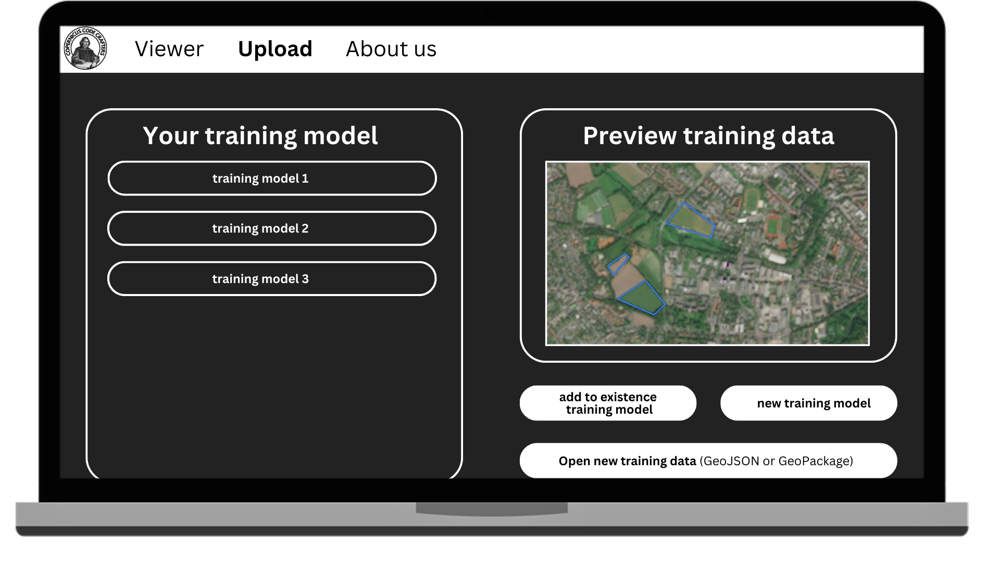 COPERNICUS CODE CRAFTERS
Viewer
Upload
About us
Your training model
training model 1
training model 2
training model 3
Preview training data
add to existence
training model
new training model
Open new training data (GeoJSON or GeoPackage)